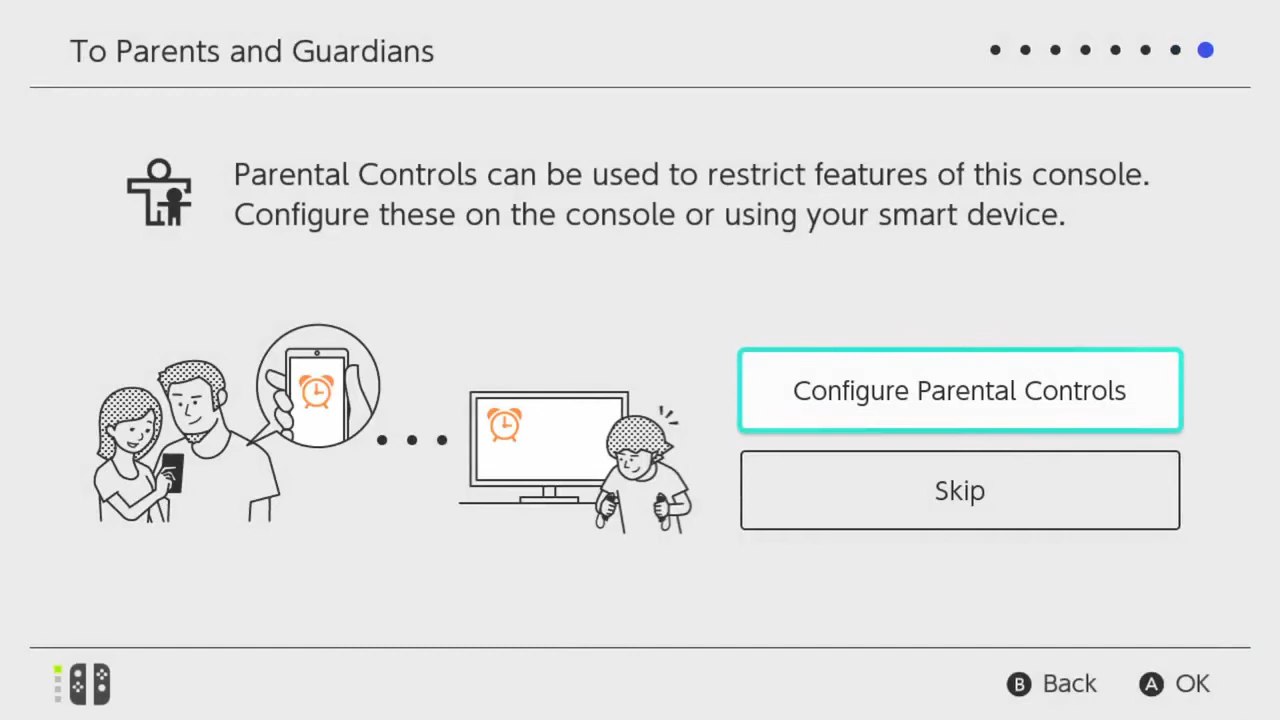 To Parents and Guardians
Parental Controls can be used to restrict features of this console.
Configure these on the console or using your smart device.
Configure Parental Controls
Skip
B Back A OK